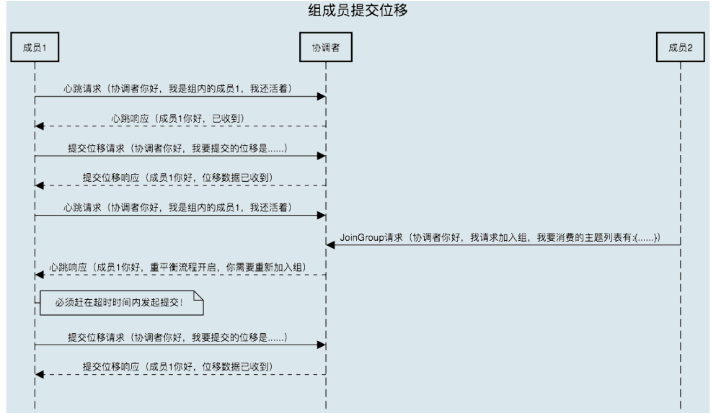 组成员提交位移
成员1
协调者
成员2
心跳请求（协调者你好，我是组内的成员1，我还活着）
心跳响应（成员1你好，已收到）
提交位移请求（协调者你好，我要提交的位移是......）
提交位移响应（成员1你好，位移数据已收到）
心跳请求（协调者你好，我是组内的成员1，我还活着）
JoinGroup请求（协调者你好，我请求加入组，我要消费的主题列表有:{......}）
心跳响应（成员1你好，重平衡流程开启，你需要重新加入组）
必须赶在超时时间内发起提交！
提交位移请求（协调者你好，我要提交的位移是......）
提交位移响应（成员1你好，位移数据已收到）